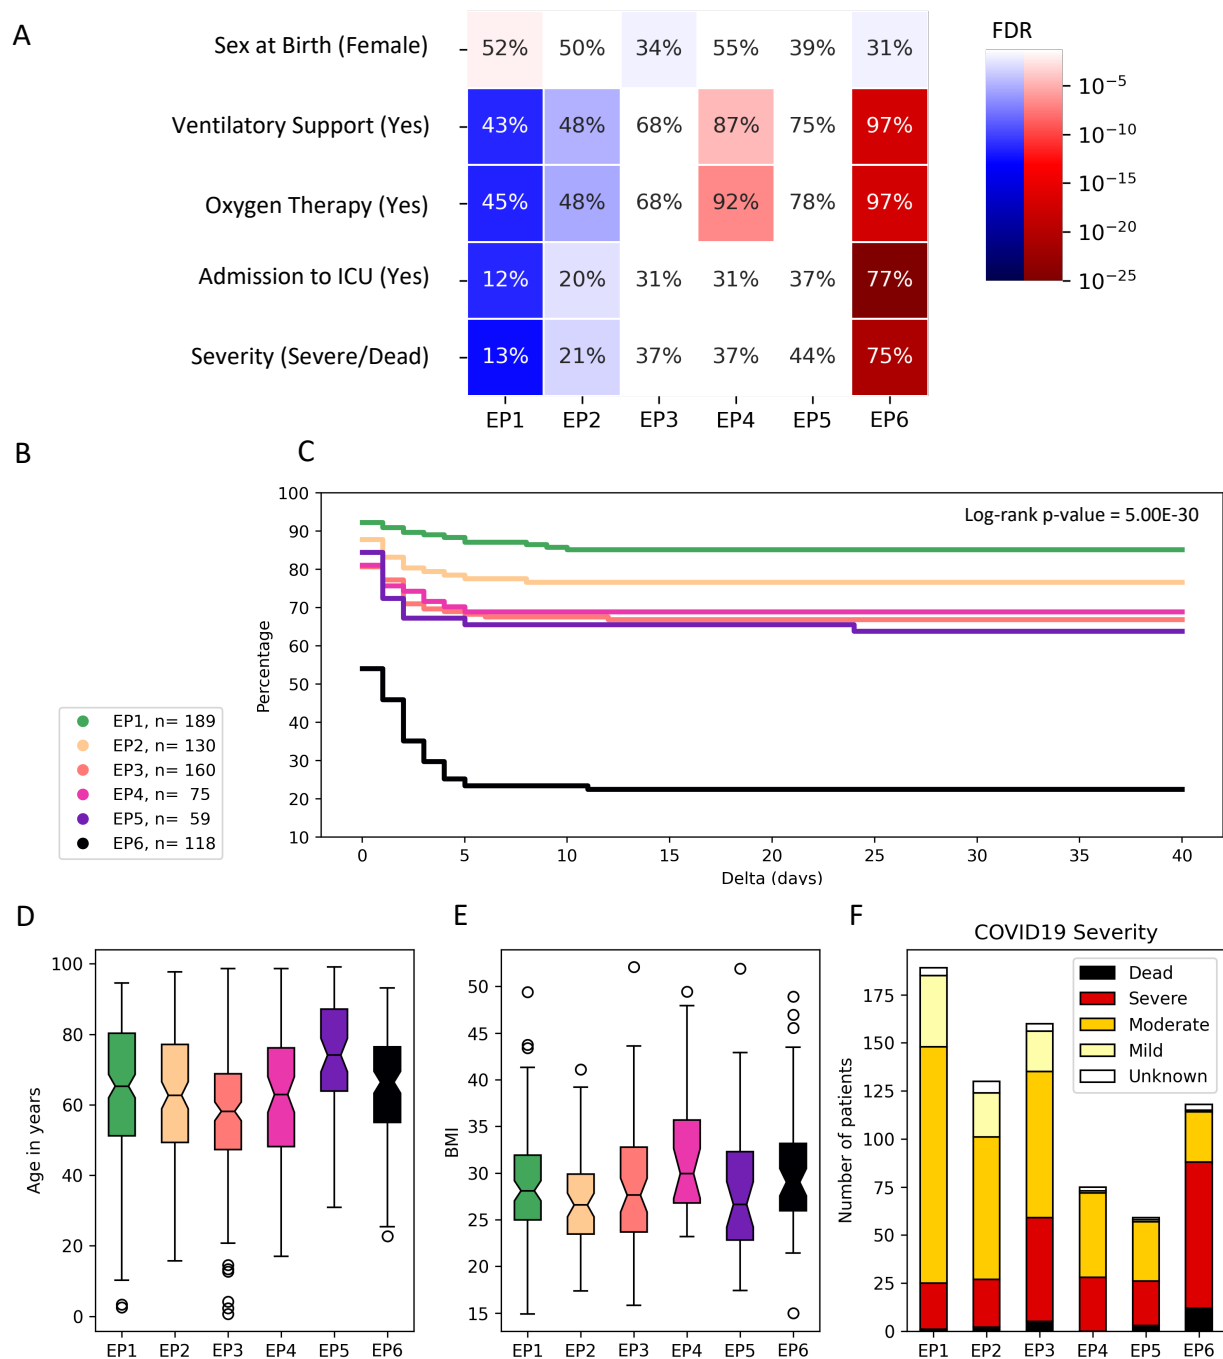 A
FDR
Sex at Birth (Female) 52% 50% 34% 55% 39% 31%
Ventilatory Support (Yes) 43% 48% 68% 87% 75% 97%
Oxygen Therapy (Yes) 45% 48% 68% 92% 78% 97%
Admission to ICU (Yes) 12% 20% 31% 31% 37% 77%
Severity (Severe/Dead) 13% 21% 37% 37% 44% 75%
EP1 EP2 EP3 EP4 EP5 EP6
10⁻⁵
10⁻¹⁰
10⁻¹⁵
10⁻²⁰
10⁻²⁵
B
EP1, n= 189
EP2, n= 130
EP3, n= 160
EP4, n= 75
EP5, n= 59
EP6, n= 118
C
Log-rank p-value = 5.00E-30
Percentage
100
90
80
70
60
50
40
30
20
10
0 5 10 15 20 25 30 35 40
Delta (days)
D
Age in years
100
80
60
40
20
0
EP1 EP2 EP3 EP4 EP5 EP6
E
BMI
50
45
40
35
30
25
20
15
EP1 EP2 EP3 EP4 EP5 EP6
F
COVID19 Severity
Dead
Severe
Moderate
Mild
Unknown
Number of patients
175
150
125
100
75
50
25
0
EP1 EP2 EP3 EP4 EP5 EP6